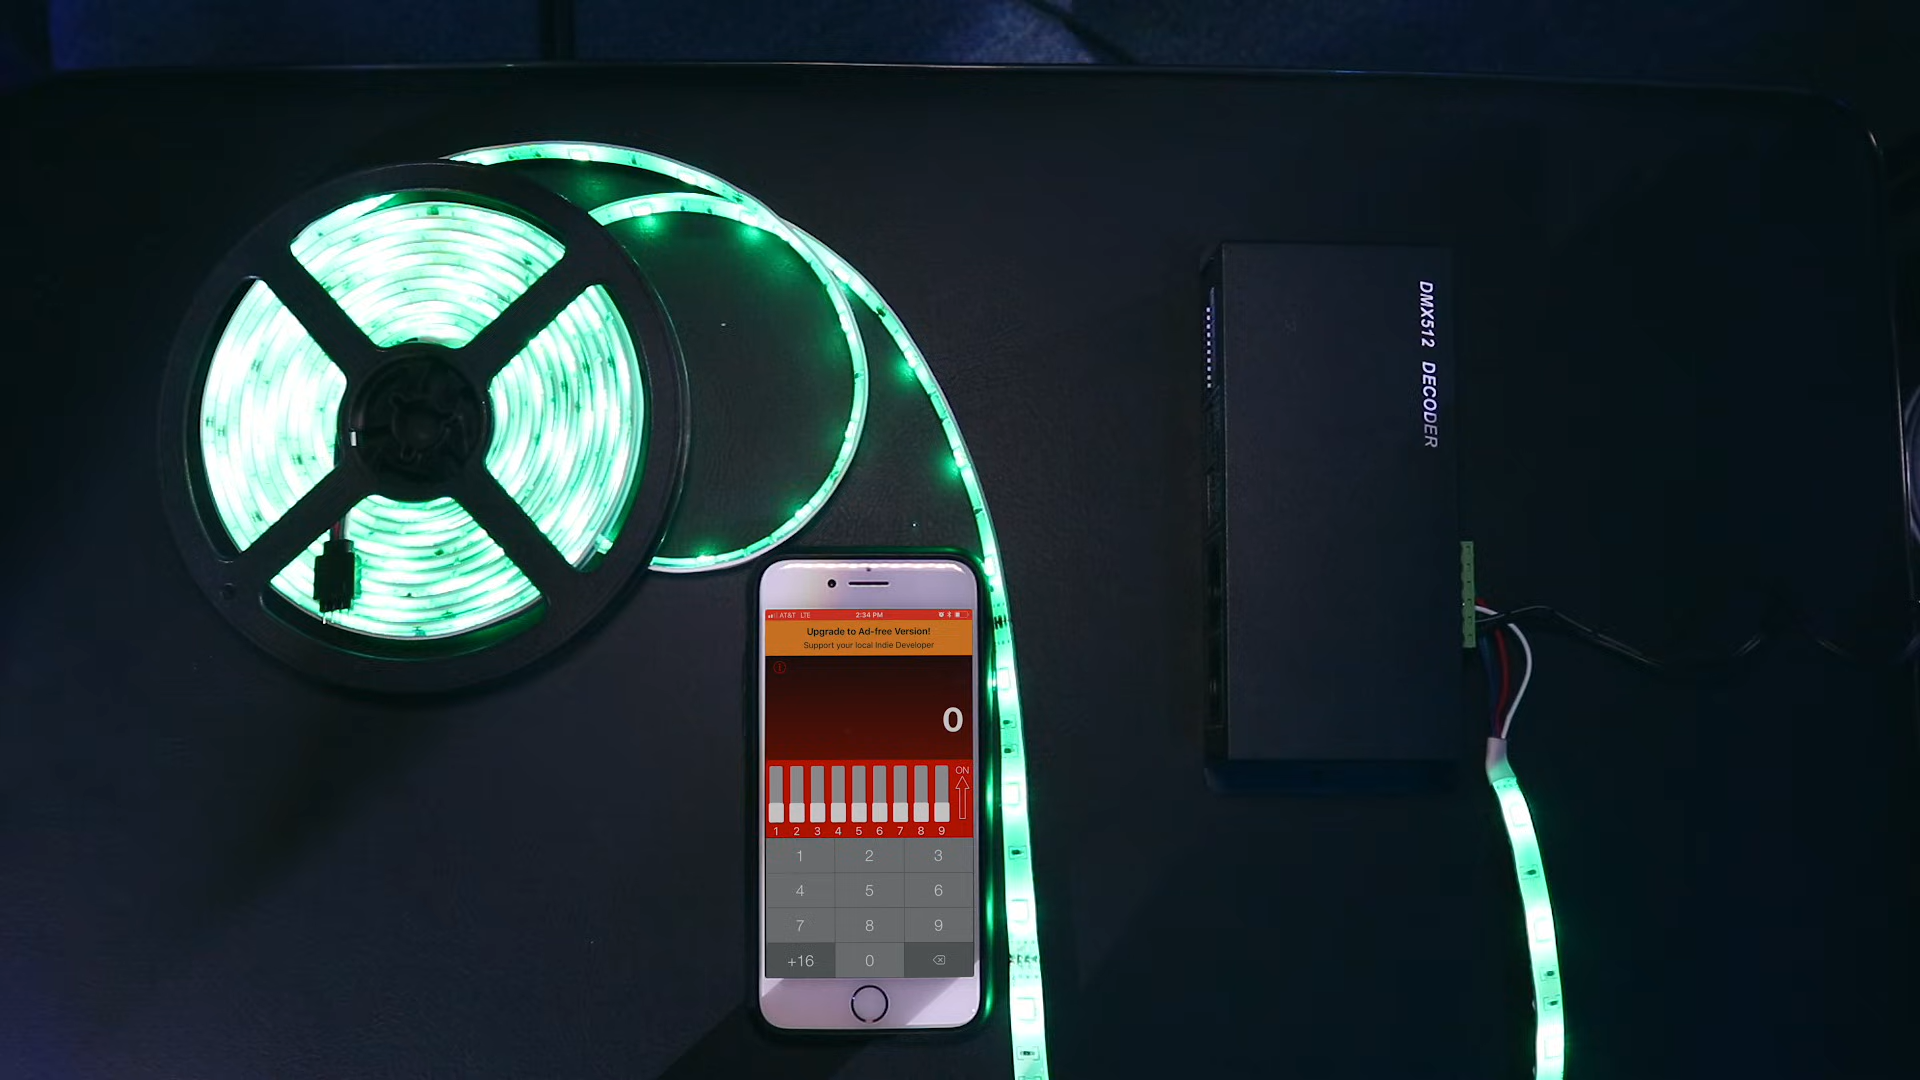 DMX512 DECODER
AT&T LTE 2:34 PM
Upgrade to Ad-free Version!
Support your local Indie Developer
0
ON
1 2 3 4 5 6 7 8 9
1 2 3
4 5 6
7 8 9
+16 0